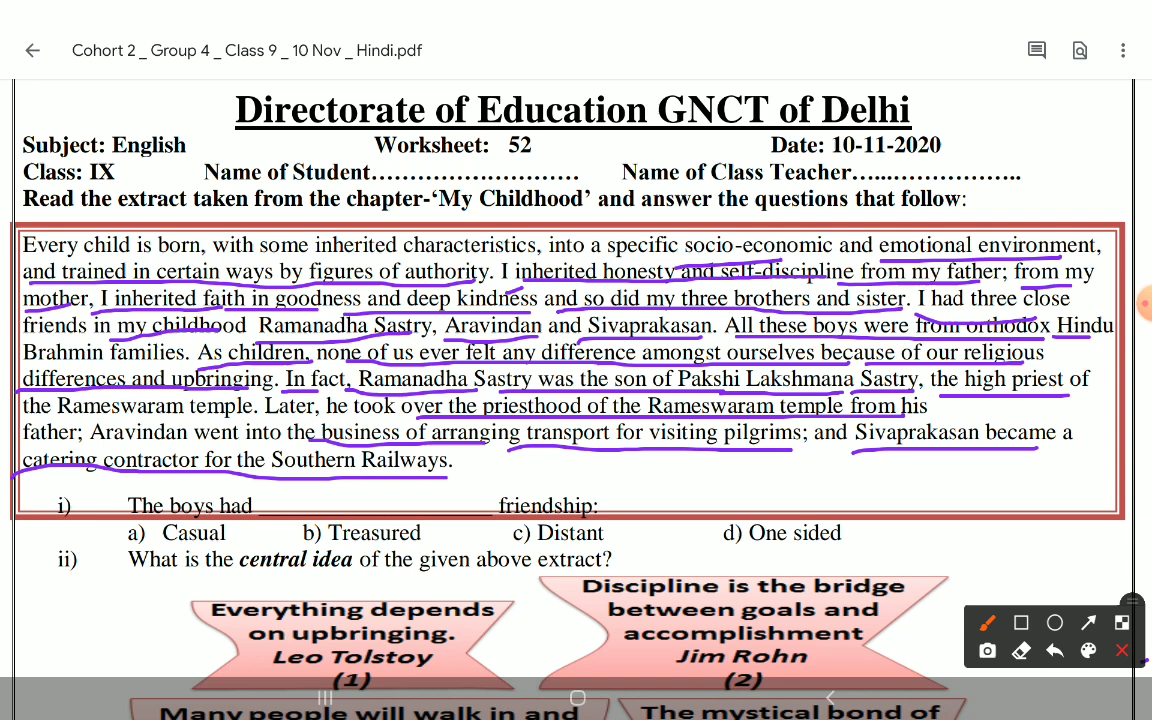 Cohort 2 _ Group 4 _ Class 9 _ 10 Nov _ Hindi.pdf
Directorate of Education GNCT of Delhi
Subject: English Worksheet: 52 Date: 10-11-2020
Class: IX Name of Student……………………… Name of Class Teacher…...……………..
Read the extract taken from the chapter-‘My Childhood’ and answer the questions that follow:
Every child is born, with some inherited characteristics, into a specific socio-economic and emotional environment,
and trained in certain ways by figures of authority. I inherited honesty and self-discipline from my father; from my
mother, I inherited faith in goodness and deep kindness and so did my three brothers and sister. I had three close
friends in my childhood Ramanadha Sastry, Aravindan and Sivaprakasan. All these boys were from orthodox Hindu
Brahmin families. As children, none of us ever felt any difference amongst ourselves because of our religious
differences and upbringing. In fact, Ramanadha Sastry was the son of Pakshi Lakshmana Sastry, the high priest of
the Rameswaram temple. Later, he took over the priesthood of the Rameswaram temple from his
father; Aravindan went into the business of arranging transport for visiting pilgrims; and Sivaprakasan became a
catering contractor for the Southern Railways.
i) The boys had _____________________ friendship:
a) Casual b) Treasured c) Distant d) One sided
ii) What is the central idea of the given above extract?
Everything depends
on upbringing.
Leo Tolstoy
(1)
Discipline is the bridge
between goals and
accomplishment
Jim Rohn
(2)
Many people will walk in and
The mystical bond of